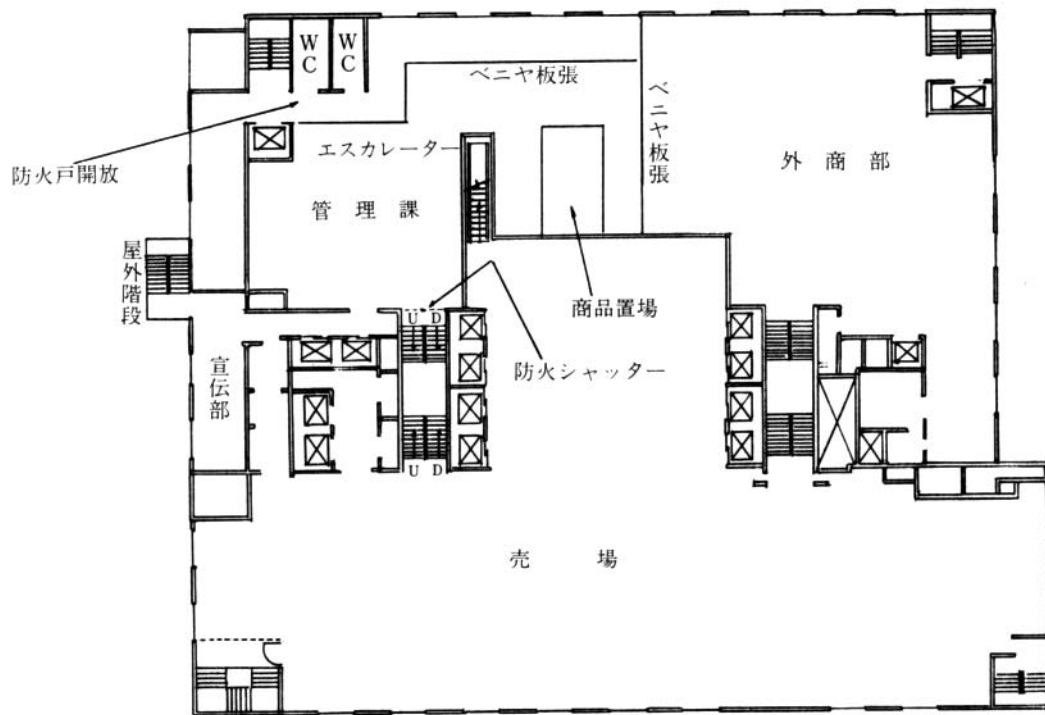 WC
WC
ベニヤ板張
ベニヤ板張
エスカレーター
防火戸開放
外商部
管理課
屋外階段
商品置場
U D
防火シャッター
宣伝部
U D
売場